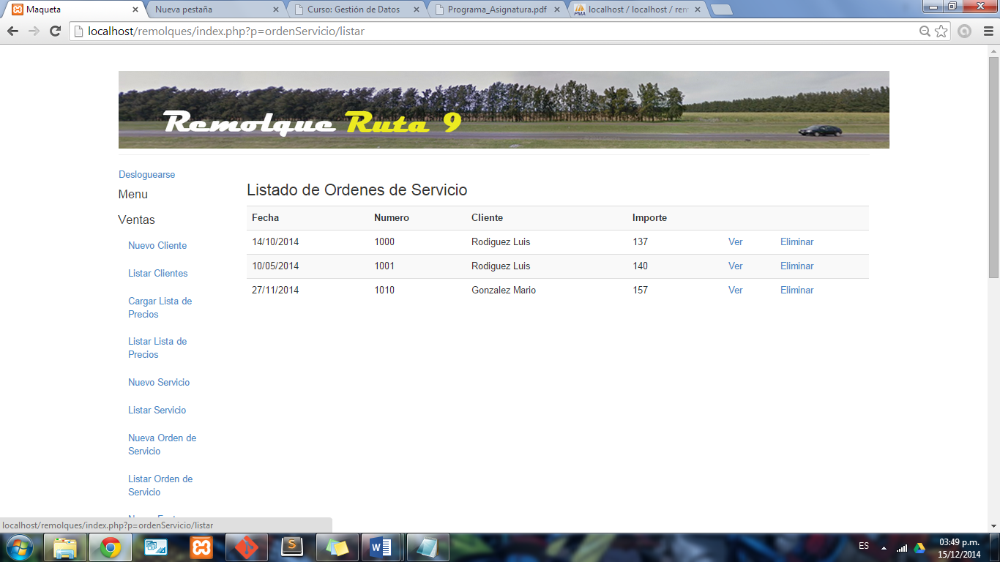 Maqueta
Nueva pestaña
Curso: Gestión de Datos
Programa_Asignatura.pdf
localhost / localhost / rem
localhost/remolques/index.php?p=ordenServicio/listar
Remolque Ruta 9
Desloguearse
Menu
Ventas
Nuevo Cliente
Listar Clientes
Cargar Lista de
Precios
Listar Lista de
Precios
Nuevo Servicio
Listar Servicio
Nueva Orden de
Servicio
Listar Orden de
Servicio
Listado de Ordenes de Servicio
Fecha Numero Cliente Importe
14/10/2014 1000 Rodiguez Luis 137 Ver Eliminar
10/05/2014 1001 Rodiguez Luis 140 Ver Eliminar
27/11/2014 1010 Gonzalez Mario 157 Ver Eliminar
localhost/remolques/index.php?p=ordenServicio/listar
ES
03:49 p.m.
15/12/2014